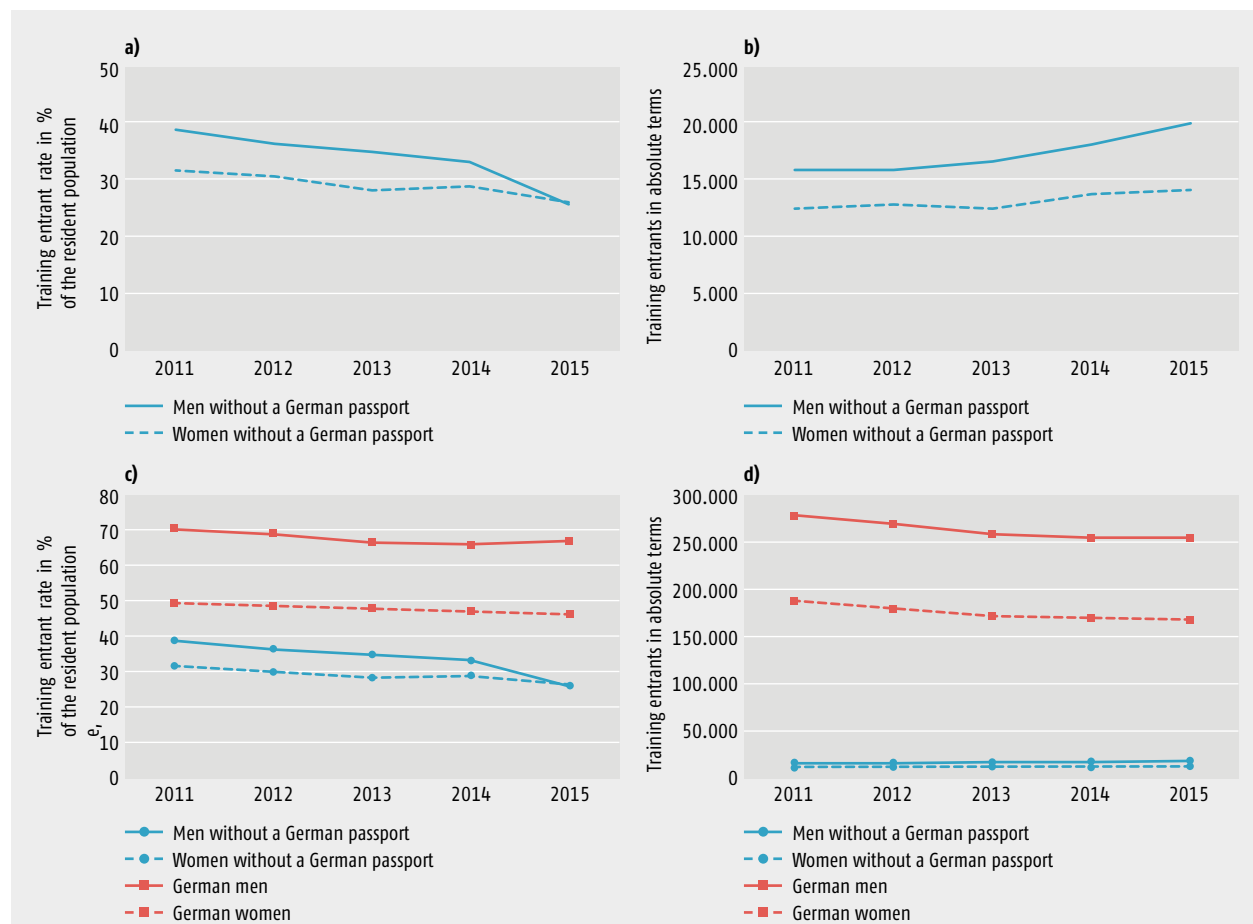 a)
Training entrant rate in %
of the resident population
50
40
30
20
10
0
2011 2012 2013 2014 2015
Men without a German passport
Women without a German passport
b)
Training entrants in absolute terms
25.000
20.000
15.000
10.000
5.000
0
2011 2012 2013 2014 2015
Men without a German passport
Women without a German passport
c)
Training entrant rate in %
of the resident population
e,
80
70
60
50
40
30
20
10
0
2011 2012 2013 2014 2015
Men without a German passport
Women without a German passport
German men
German women
d)
Training entrants in absolute terms
300.000
250.000
200.000
150.000
100.000
50.000
0
2011 2012 2013 2014 2015
Men without a German passport
Women without a German passport
German men
German women